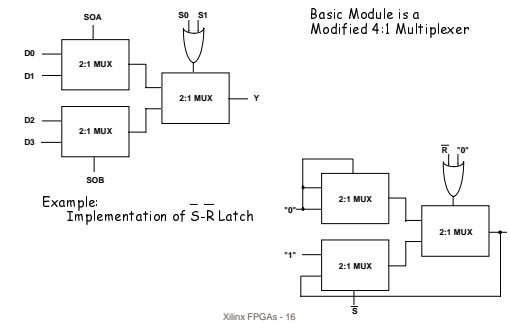 SOA
S0 S1
Basic Module is a
Modified 4:1 Multiplexer
D0
D1
2:1 MUX
2:1 MUX
Y
D2
D3
2:1 MUX
SOB
Example:
Implementation of S̅-R̅ Latch
R̅ "0"
"0"
2:1 MUX
2:1 MUX
"1"
2:1 MUX
S̅
Xilinx FPGAs - 16